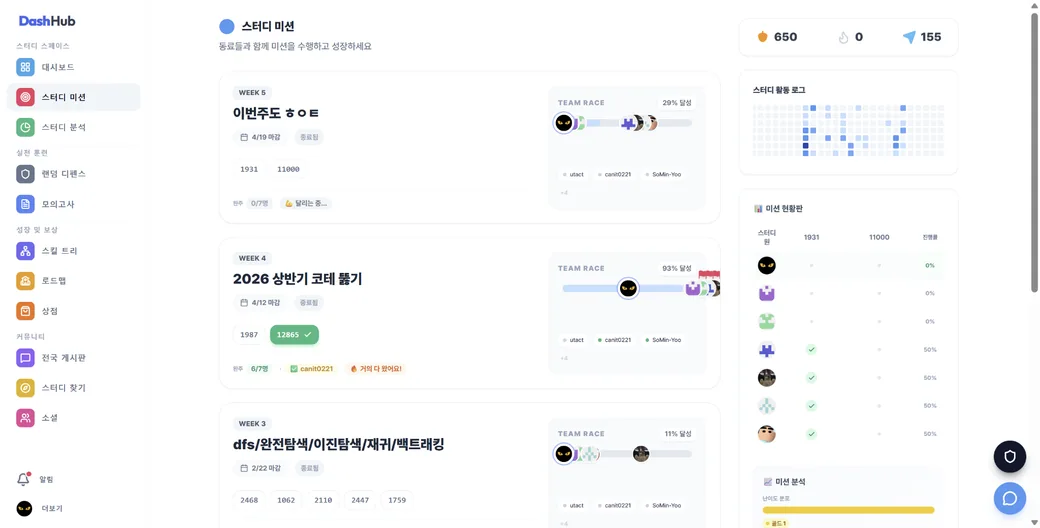 DashHub
스터디 스페이스
대시보드
스터디 미션
스터디 분석
실전 훈련
랜덤 디펜스
모의고사
성장 및 보상
스킬 트리
로드맵
상점
커뮤니티
전국 게시판
스터디 찾기
소셜
알림
더보기
스터디 미션
동료들과 함께 미션을 수행하고 성장하세요
WEEK 5
이번주도 ㅎㅇㅌ
4/19 마감 종료됨
1931 11000
완주 0/7명 달리는 중...
TEAM RACE 29% 달성
utact canit0221 SoMin-Yoo
+4
WEEK 4
2026 상반기 코테 뚫기
4/12 마감 종료됨
1987 12865
완주 6/7명 · canit0221 거의 다 왔어요!
TEAM RACE 93% 달성
utact canit0221 SoMin-Yoo
+4
WEEK 3
dfs/완전탐색/이진탐색/재귀/백트래킹
2/22 마감 종료됨
2468 1062 2110 2447 1759
TEAM RACE 11% 달성
utact canit0221 SoMin-Yoo
+4
650 0 155
스터디 활동 로그
미션 현황판
스터디원 1931 11000 진행률
0%
0%
0%
50%
50%
50%
50%
미션 분석
난이도 분포
골드 1